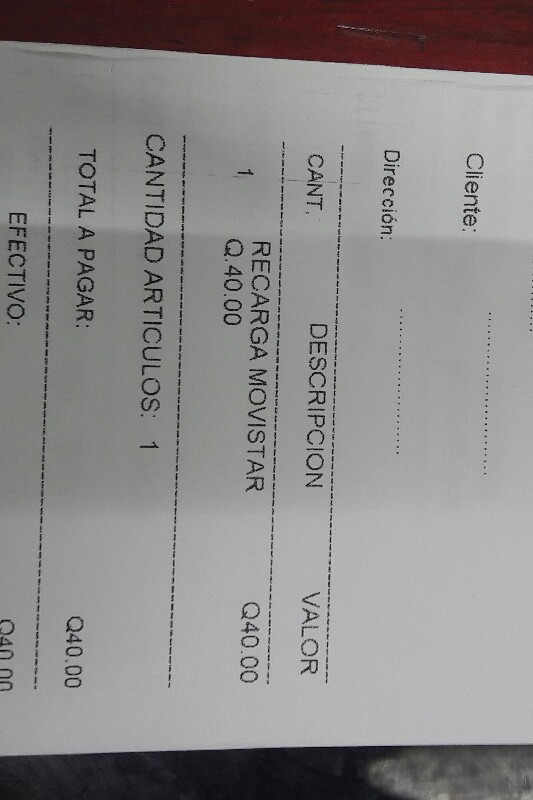 Cliente: ........................
Dirección: .....................
CANT. DESCRIPCION VALOR
1 RECARGA MOVISTAR Q40.00
Q.40.00
CANTIDAD ARTICULOS: 1
TOTAL A PAGAR: Q40.00
EFECTIVO: Q40.00